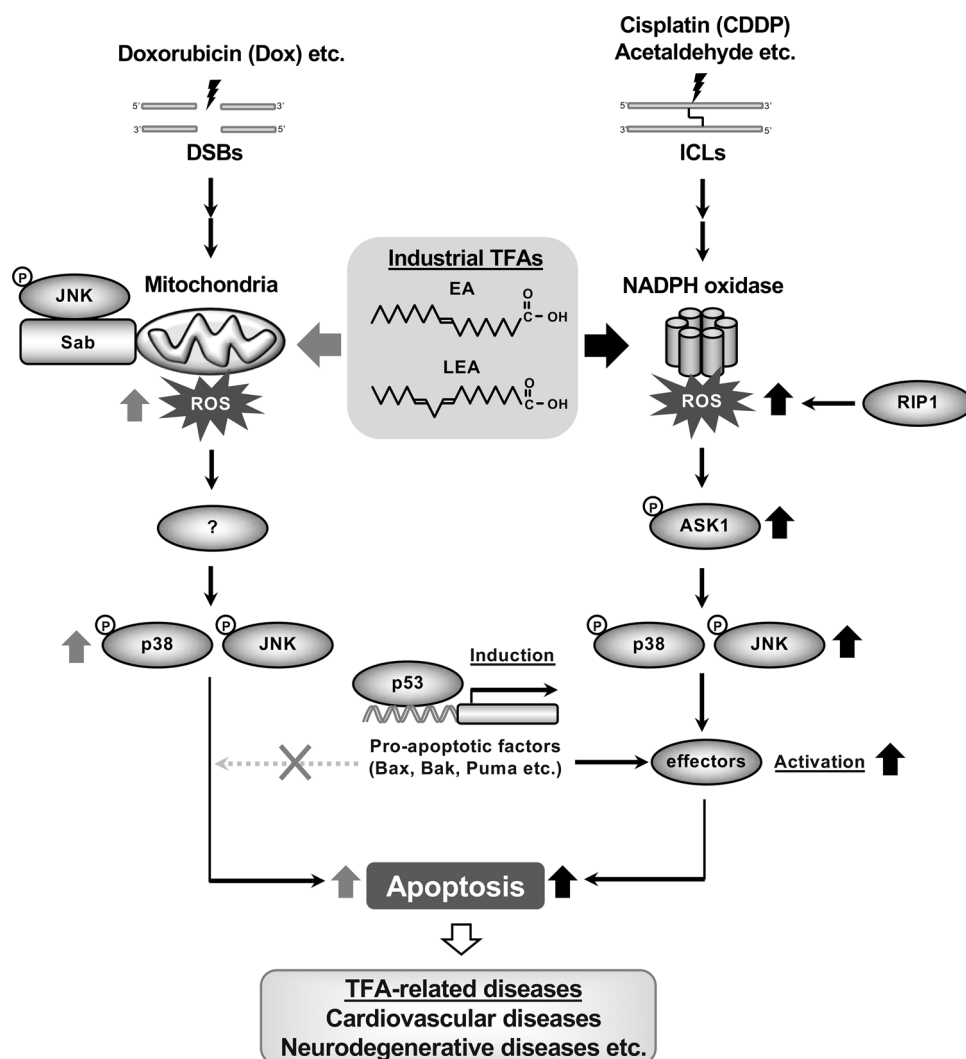 Doxorubicin (Dox) etc.
5’ 3’
3’ 5’
DSBs
Cisplatin (CDDP)
Acetaldehyde etc.
5’ 3’
3’ 5’
ICLs
Industrial TFAs
EA
O
C OH
LEA
O
C OH
P
JNK
Sab
Mitochondria
ROS
NADPH oxidase
ROS
RIP1
?
P
ASK1
P
p38
P
JNK
P
p38
P
JNK
Induction
p53
Pro-apoptotic factors
(Bax, Bak, Puma etc.)
effectors
Activation
Apoptosis
TFA-related diseases
Cardiovascular diseases
Neurodegenerative diseases etc.